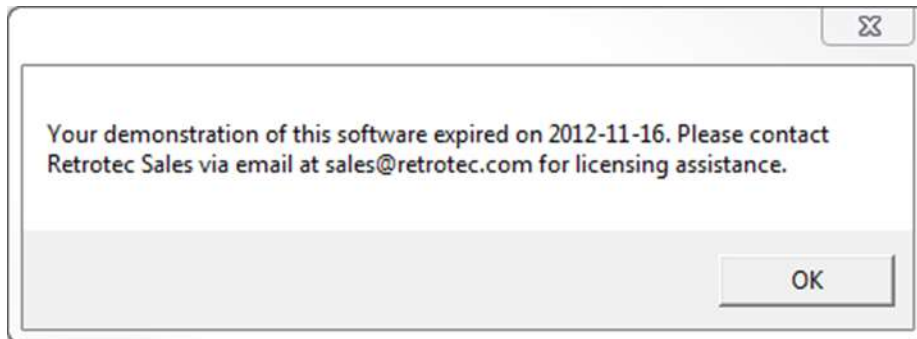 Your demonstration of this software expired on 2012-11-16. Please contact
Retrotec Sales via email at sales@retrotec.com for licensing assistance.
OK